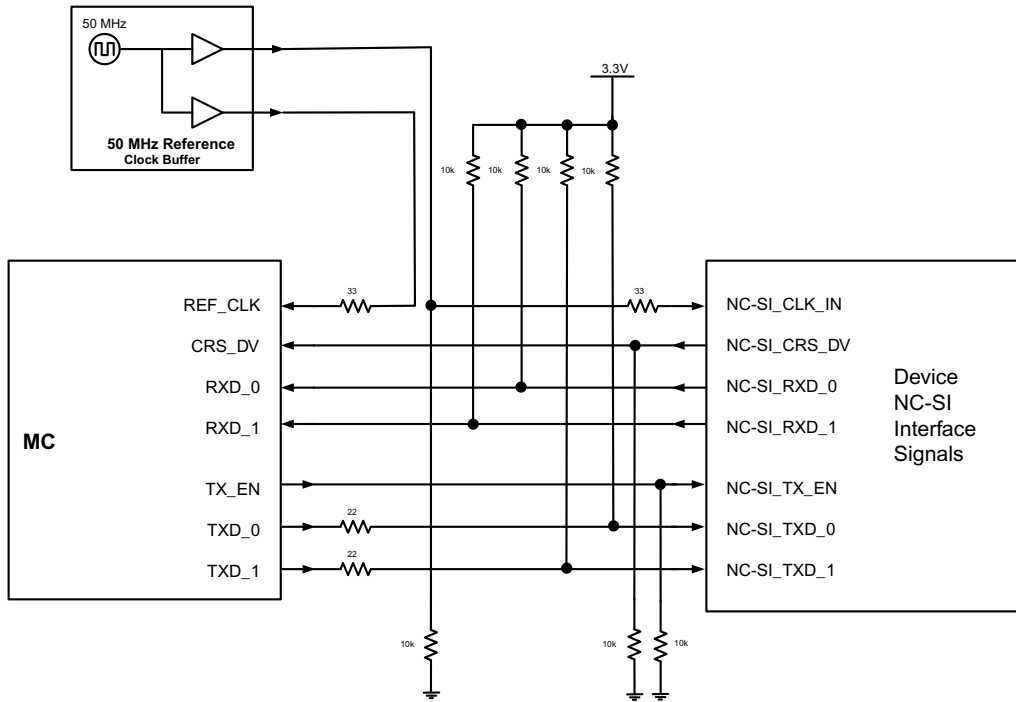 50 MHz
50 MHz Reference
Clock Buffer
3.3V
10k
10k
10k
10k
MC
REF_CLK
CRS_DV
RXD_0
RXD_1
TX_EN
TXD_0
TXD_1
33
33
22
22
NC-SI_CLK_IN
NC-SI_CRS_DV
NC-SI_RXD_0
NC-SI_RXD_1
NC-SI_TX_EN
NC-SI_TXD_0
NC-SI_TXD_1
Device
NC-SI
Interface
Signals
10k
10k
10k